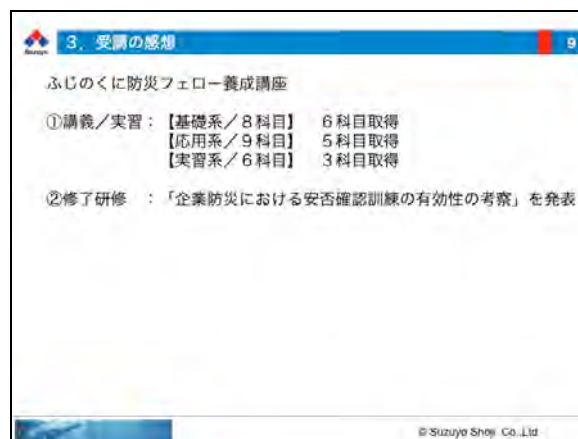 Suzuyo
3．受講の感想
9
ふじのくに防災フェロー養成講座
①講義／実習：【基礎系／８科目】　６科目取得
【応用系／９科目】　５科目取得
【実習系／６科目】　３科目取得
②修了研修　：「企業防災における安否確認訓練の有効性の考察」を発表
© Suzuyo Shoji Co.,Ltd